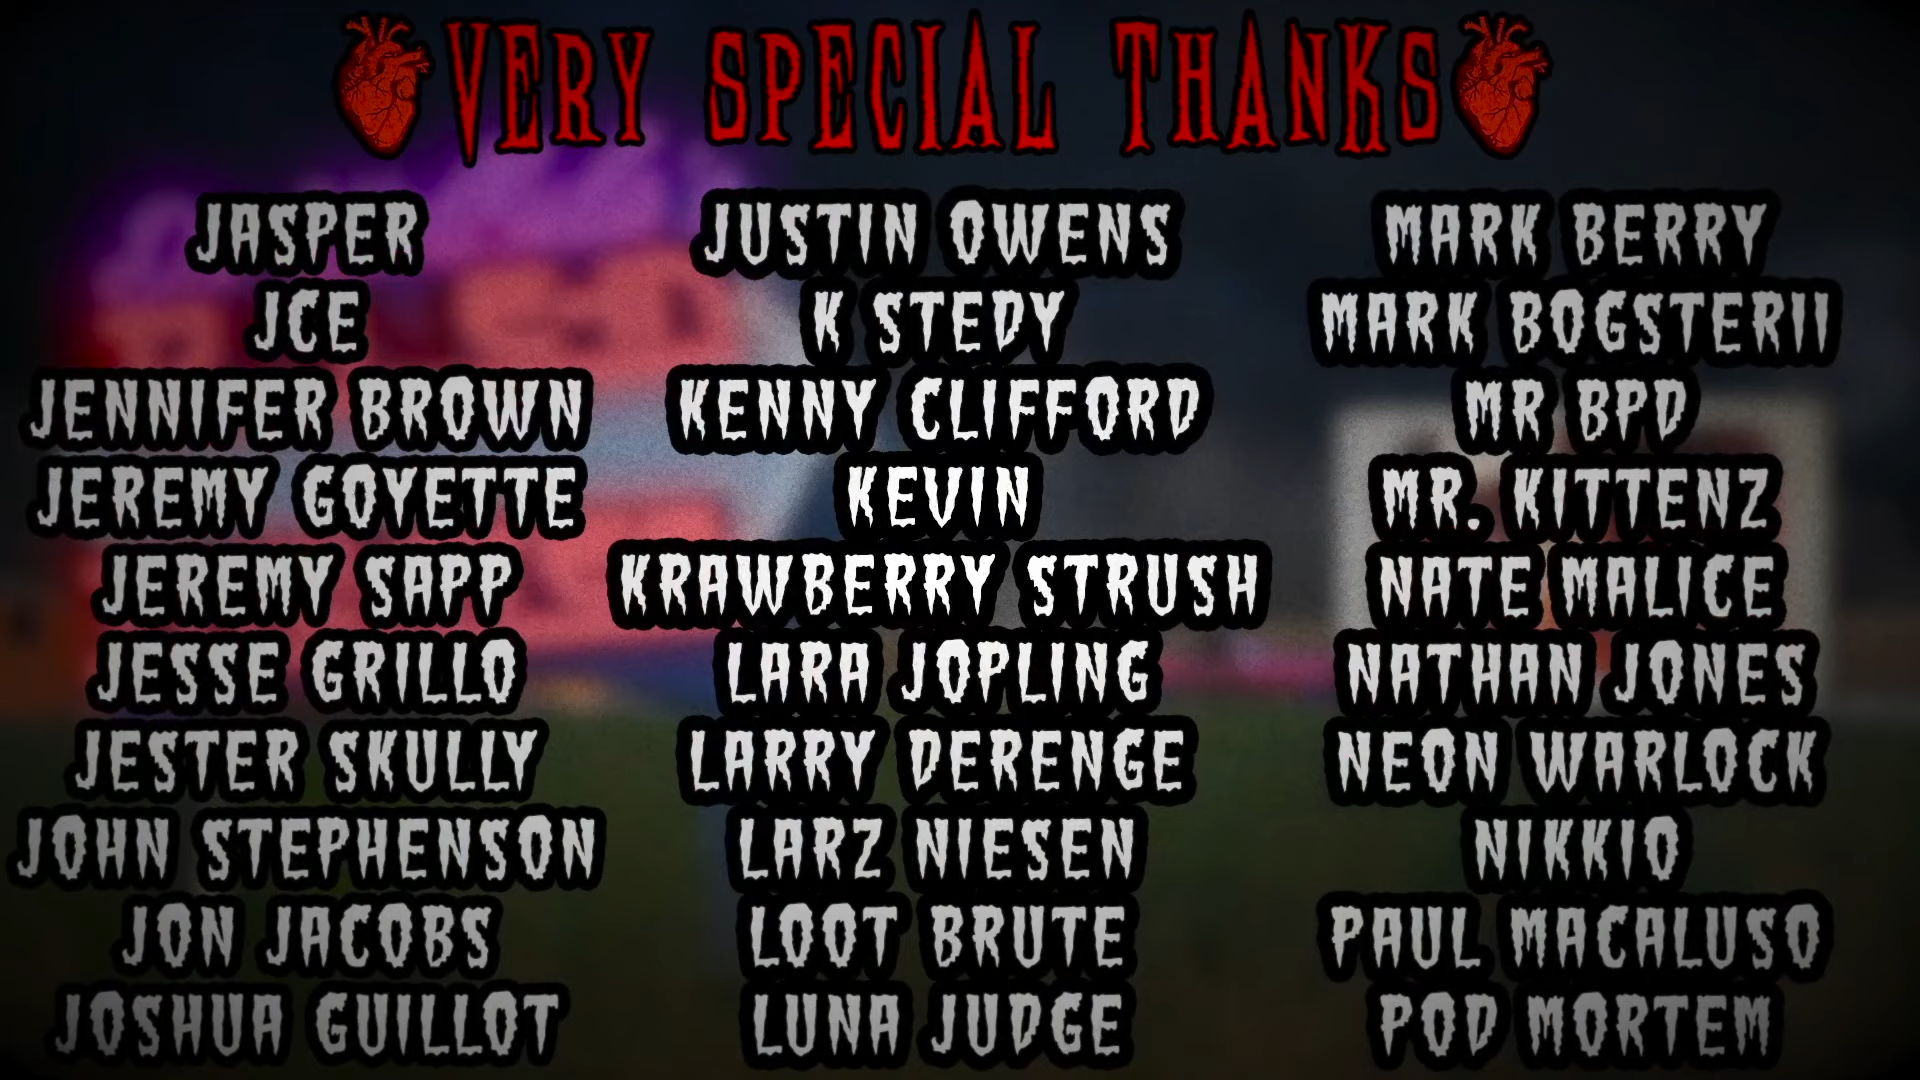 VERY SPECIAL THANKS
JASPER
JCE
JENNIFER BROWN
JEREMY GOYETTE
JEREMY SAPP
JESSE GRILLO
JESTER SKULLY
JOHN STEPHENSON
JON JACOBS
JOSHUA GUILLOT
JUSTIN OWENS
K STEDY
KENNY CLIFFORD
KEVIN
KRAWBERRY STRUSH
LARA JOPLING
LARRY DERENGE
LARZ NIESEN
LOOT BRUTE
LUNA JUDGE
MARK BERRY
MARK BOGSTERII
MR BPD
MR. KITTENZ
NATE MALICE
NATHAN JONES
NEON WARLOCK
NIKKIO
PAUL MACALUSO
POD MORTEM